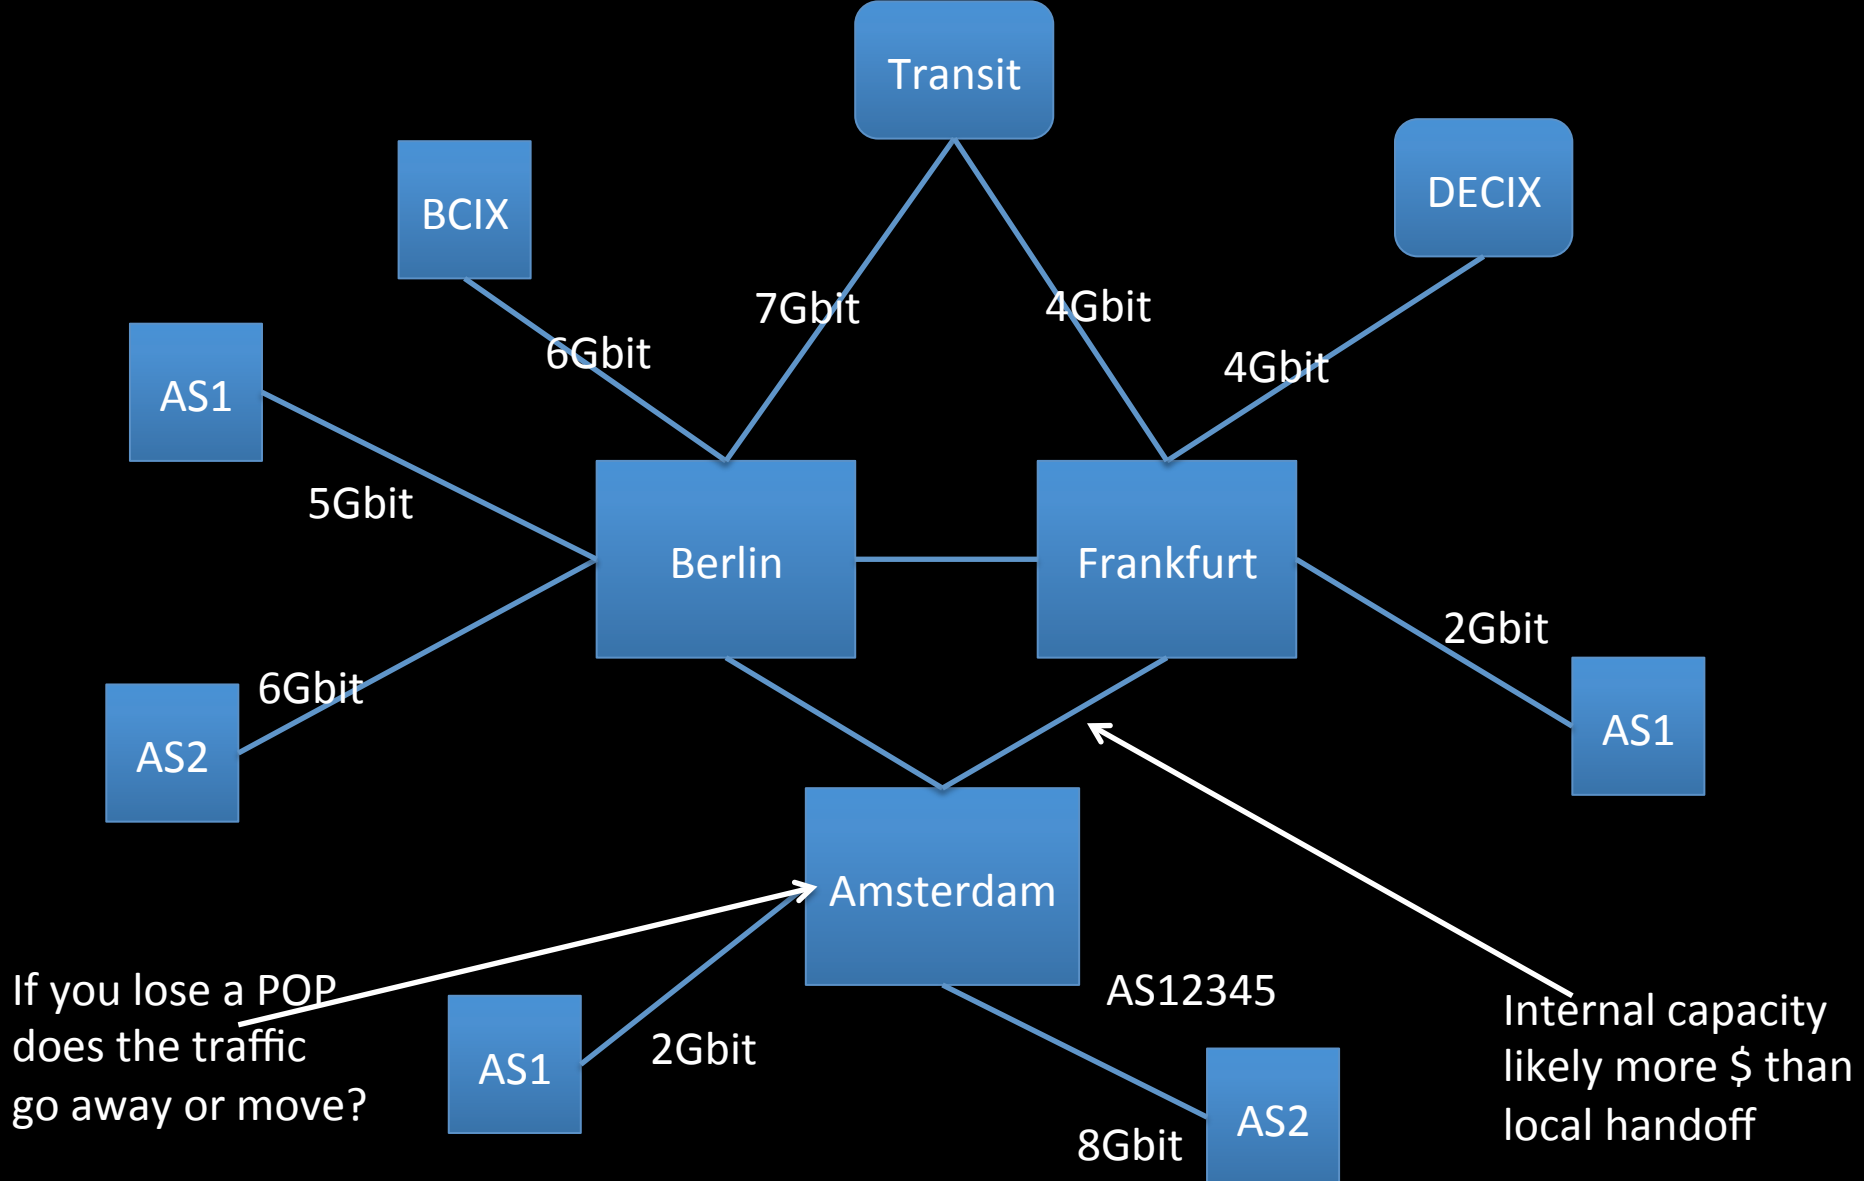 Transit
DECIX
BCIX
7Gbit
4Gbit
6Gbit
4Gbit
AS1
5Gbit
Berlin
Frankfurt
2Gbit
6Gbit
AS1
AS2
Amsterdam
If you lose a POP
does the traffic
go away or move?
AS12345
Internal capacity
likely more $ than
local handoff
AS1
2Gbit
AS2
8Gbit